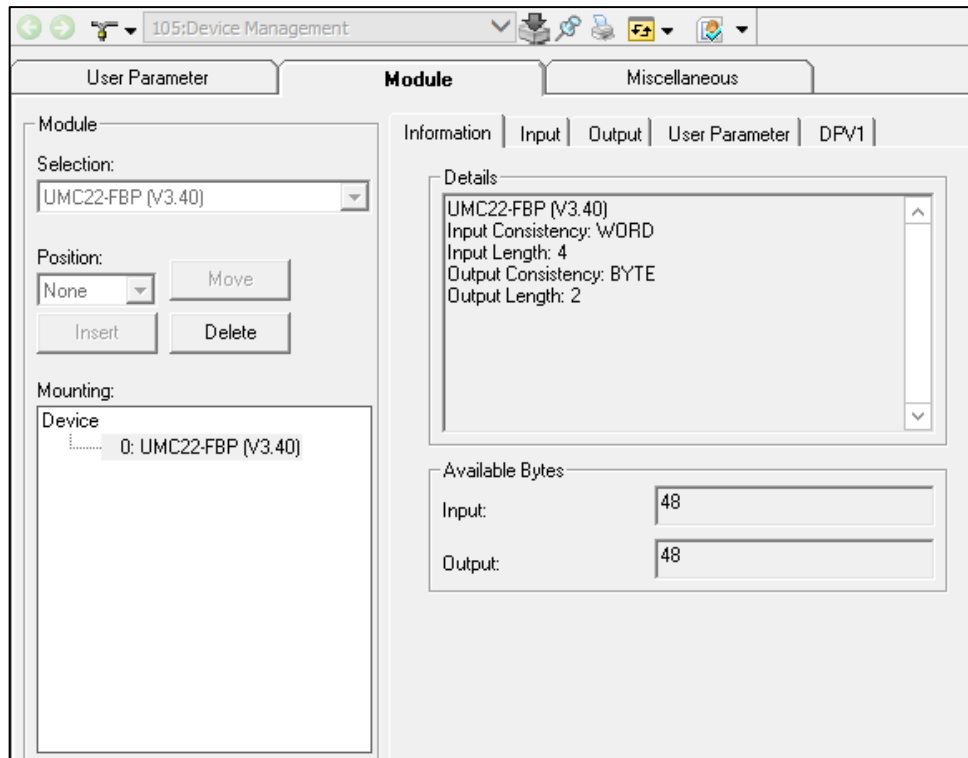 105:Device Management
User Parameter
Module
Miscellaneous
Module
Selection:
UMC22-FBP (V3.40)
Position:
None
Move
Insert
Delete
Mounting:
Device
0: UMC22-FBP (V3.40)
Information
Input
Output
User Parameter
DPV1
Details
UMC22-FBP (V3.40)
Input Consistency: WORD
Input Length: 4
Output Consistency: BYTE
Output Length: 2
Available Bytes
Input:
48
Output:
48